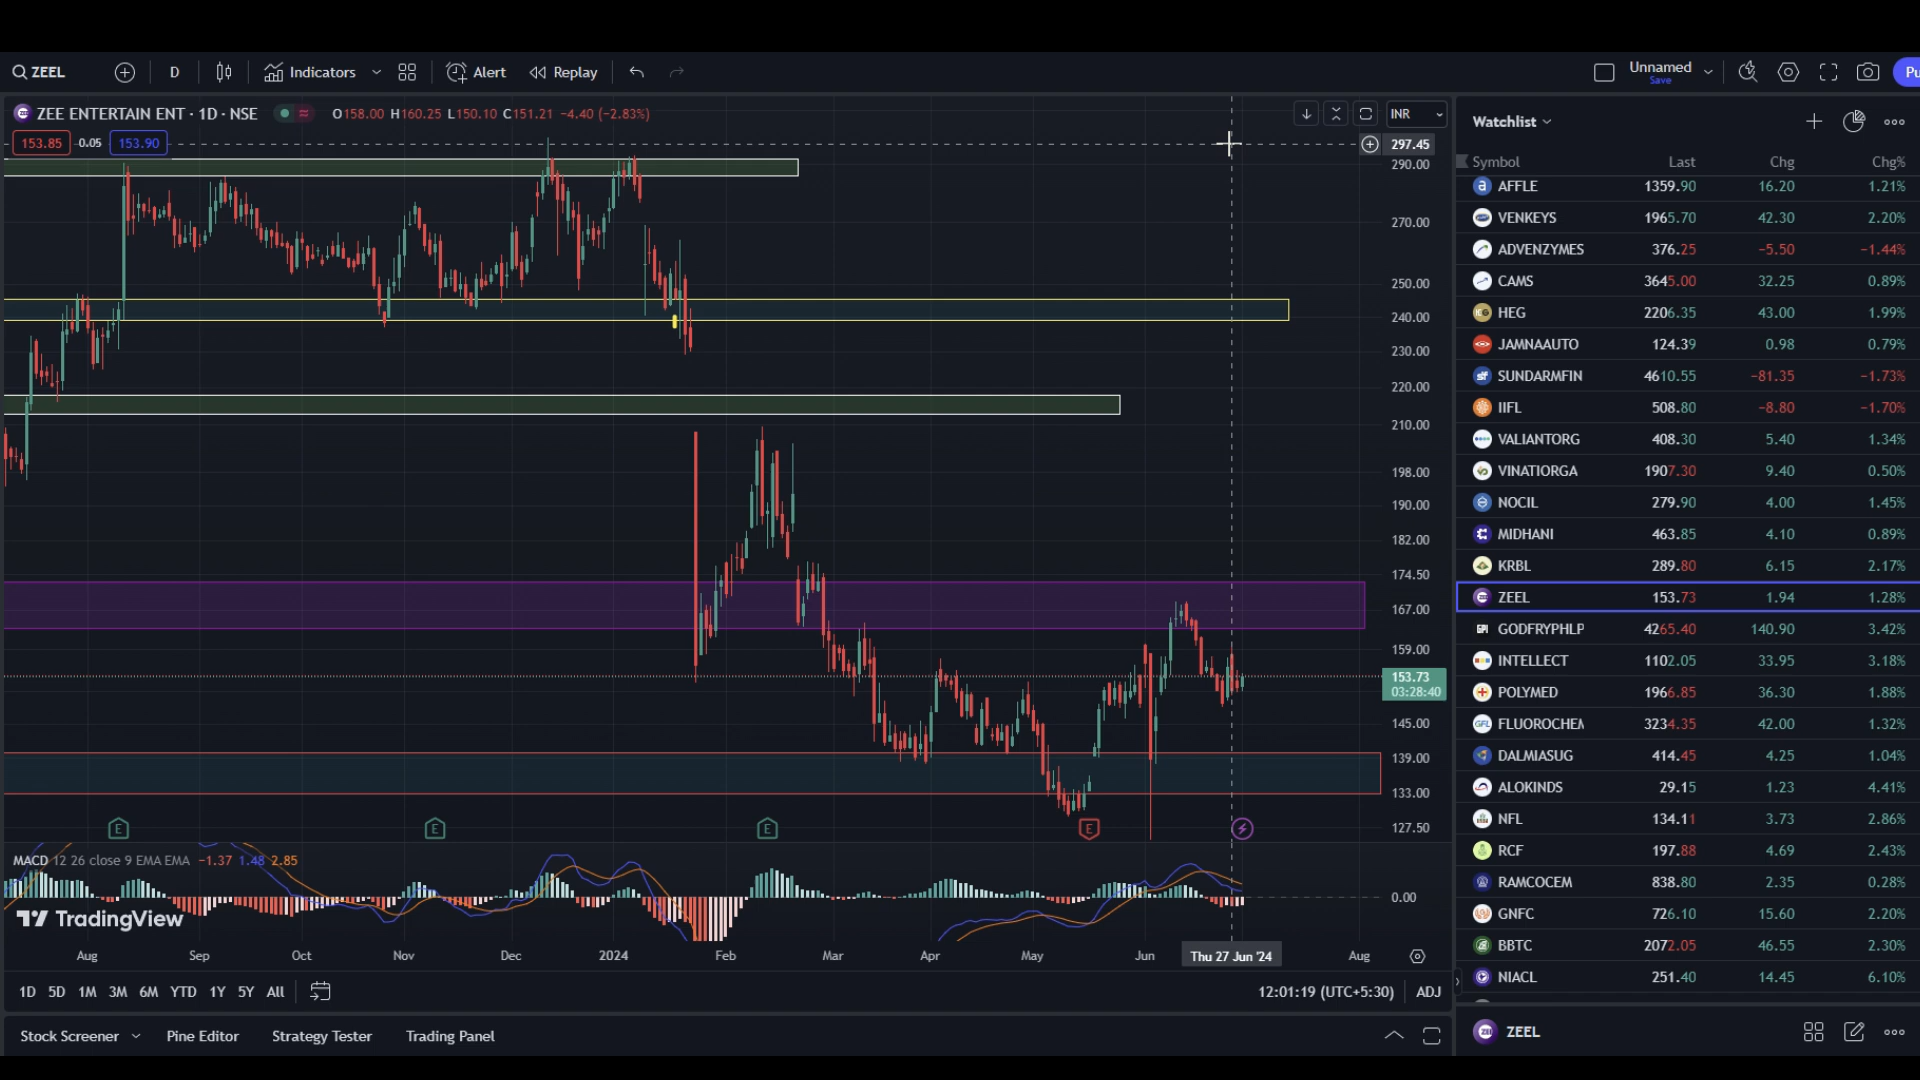 ZEEL D Indicators Alert Replay Unnamed Save Pu
ZEE ENTERTAIN ENT · 1D · NSE O158.00 H160.25 L150.10 C151.21 −4.40 (−2.83%) INR
153.85 0.05 153.90
297.45
290.00
270.00
250.00
240.00
230.00
220.00
210.00
198.00
190.00
182.00
174.50
167.00
159.00
153.73
03:28:40
145.00
139.00
133.00
127.50
E E E E
MACD 12 26 close 9 EMA EMA −1.37 1.48 2.85
0.00
TradingView
Aug Sep Oct Nov Dec 2024 Feb Mar Apr May Jun Thu 27 Jun '24 Aug
1D 5D 1M 3M 6M YTD 1Y 5Y All 12:01:19 (UTC+5:30) ADJ
Stock Screener Pine Editor Strategy Tester Trading Panel
Watchlist
Symbol Last Chg Chg%
AFFLE 1359.90 16.20 1.21%
VENKEYS 1965.70 42.30 2.20%
ADVENZYMES 376.25 −5.50 −1.44%
CAMS 3645.00 32.25 0.89%
HEG 2206.35 43.00 1.99%
JAMNAAUTO 124.39 0.98 0.79%
SUNDARMFIN 4610.55 −81.35 −1.73%
IIFL 508.80 −8.80 −1.70%
VALIANTORG 408.30 5.40 1.34%
VINATIORGA 1907.30 9.40 0.50%
NOCIL 279.90 4.00 1.45%
MIDHANI 463.85 4.10 0.89%
KRBL 289.80 6.15 2.17%
ZEEL 153.73 1.94 1.28%
GODFRYPHLP 4265.40 140.90 3.42%
INTELLECT 1102.05 33.95 3.18%
POLYMED 1966.85 36.30 1.88%
FLUOROCHEM 3234.35 42.00 1.32%
DALMIASUG 414.45 4.25 1.04%
ALOKINDS 29.15 1.23 4.41%
NFL 134.11 3.73 2.86%
RCF 197.88 4.69 2.43%
RAMCOCEM 838.80 2.35 0.28%
GNFC 726.10 15.60 2.20%
BBTC 2072.05 46.55 2.30%
NIACL 251.40 14.45 6.10%
ZEEL